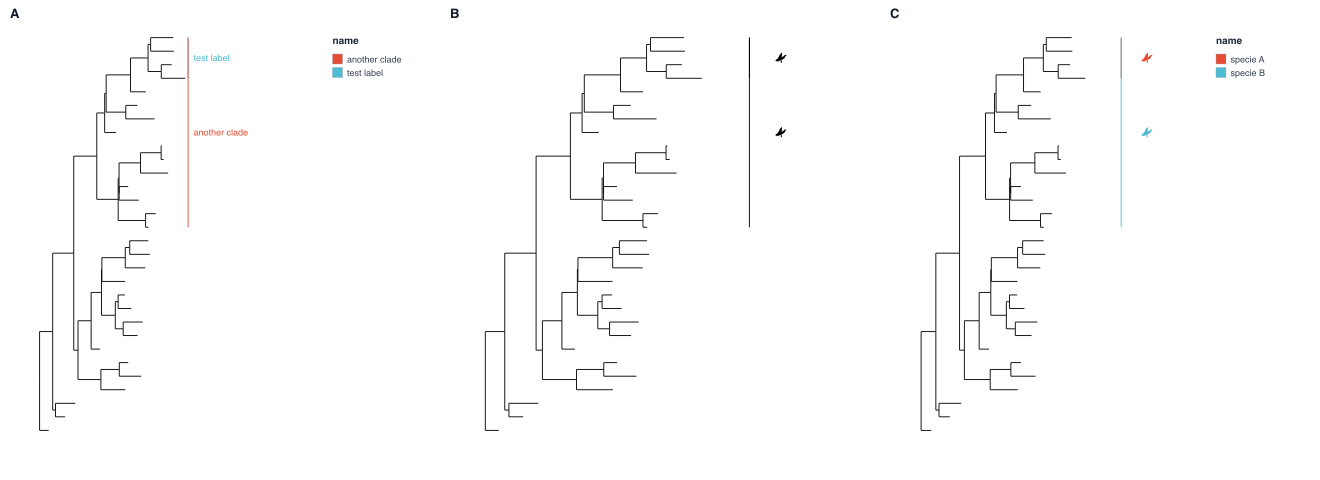 A
test label
another clade
name
another clade
test label
B
C
name
specie A
specie B